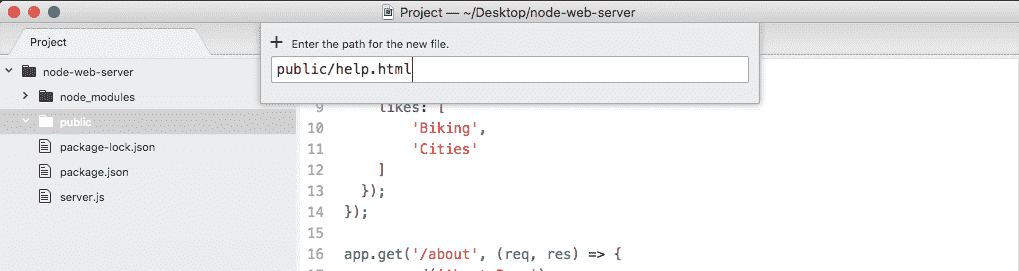 Project — ~/Desktop/node-web-server
Project
Enter the path for the new file.
public/help.html
node-web-server
node_modules
public
package-lock.json
package.json
server.js
9 likes: [
10 'Biking',
11 'Cities'
12 ]
13 });
14 });
15
16 app.get('/about', (req, res) => {